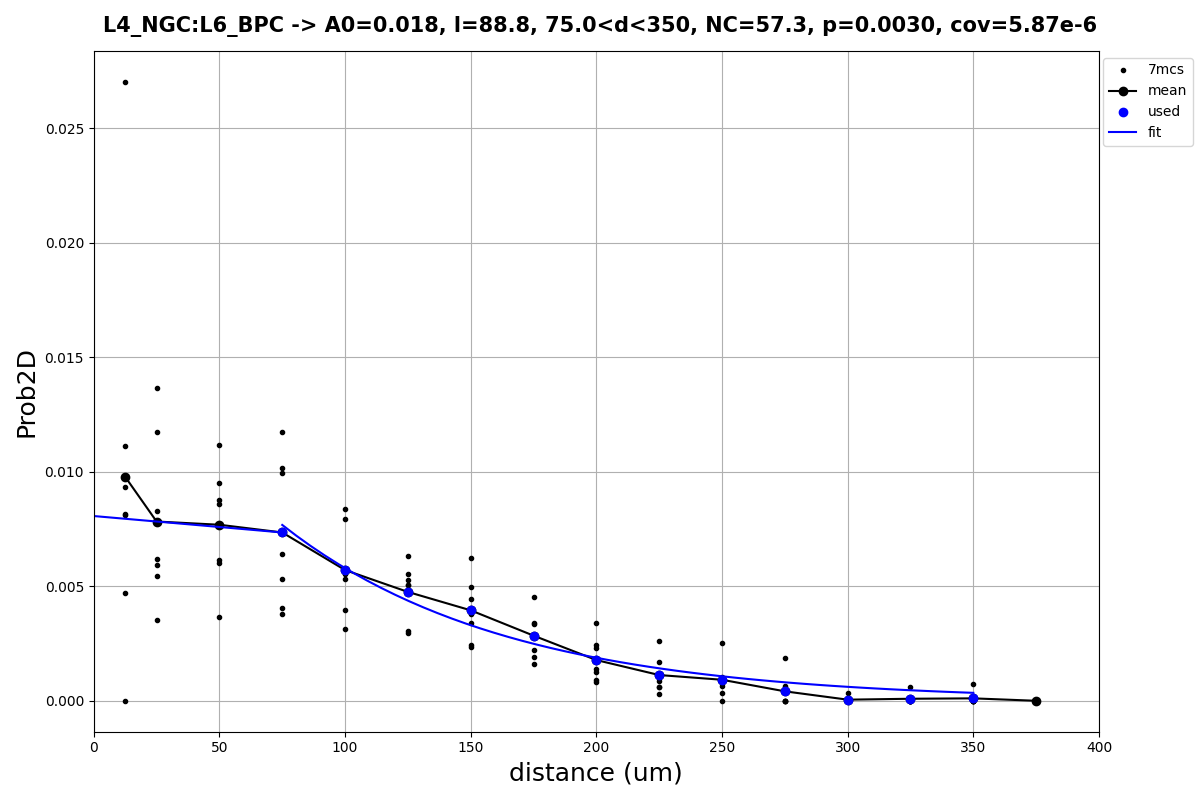 L4_NGC:L6_BPC -> A0=0.018, l=88.8, 75.0<d<350, NC=57.3, p=0.0030, cov=5.87e-6
7mcs
mean
used
fit
0.025
0.020
0.015
0.010
0.005
0.000
Prob2D
0 50 100 150 200 250 300 350 400
distance (um)